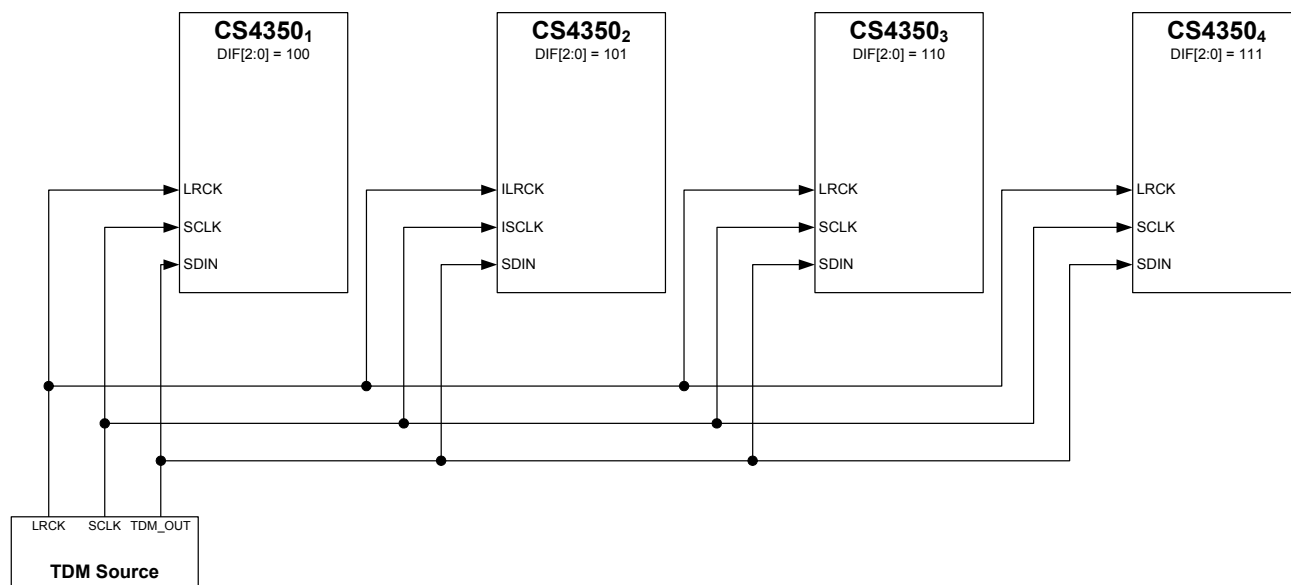 CS4350₁
DIF[2:0] = 100
LRCK
SCLK
SDIN
CS4350₂
DIF[2:0] = 101
ILRCK
ISCLK
SDIN
CS4350₃
DIF[2:0] = 110
LRCK
SCLK
SDIN
CS4350₄
DIF[2:0] = 111
LRCK
SCLK
SDIN
LRCK SCLK TDM_OUT
TDM Source